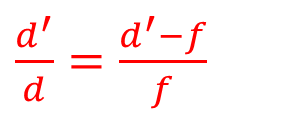 d′/d = (d′−f)/f